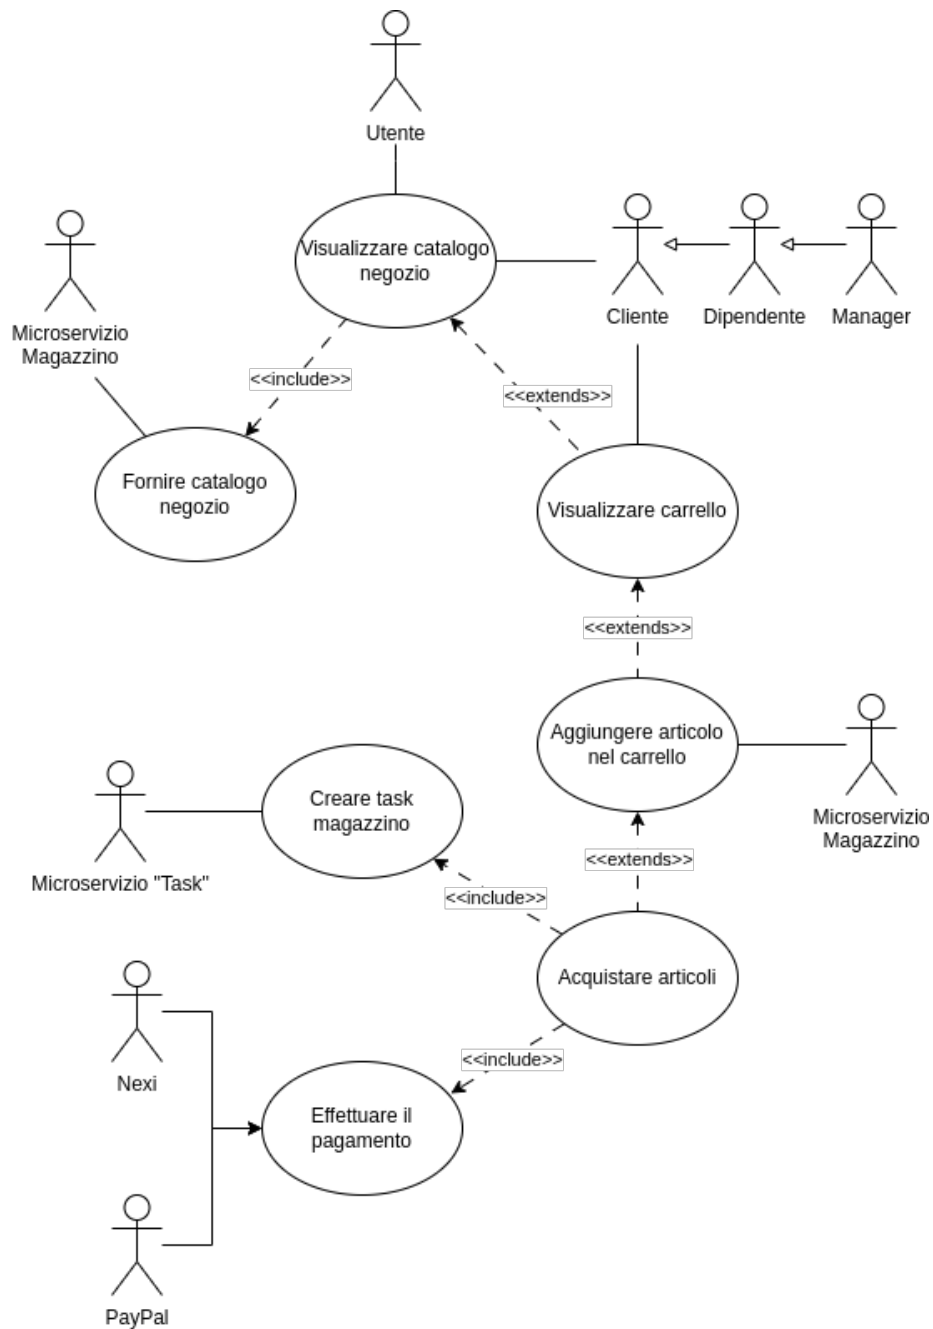 Utente
Visualizzare catalogo
negozio
Cliente
Dipendente
Manager
Microservizio
Magazzino
<<include>>
<<extends>>
Fornire catalogo
negozio
Visualizzare carrello
<<extends>>
Aggiungere articolo
nel carrello
Microservizio
Magazzino
Creare task
magazzino
Microservizio "Task"
<<extends>>
<<include>>
Acquistare articoli
<<include>>
Nexi
Effettuare il
pagamento
PayPal